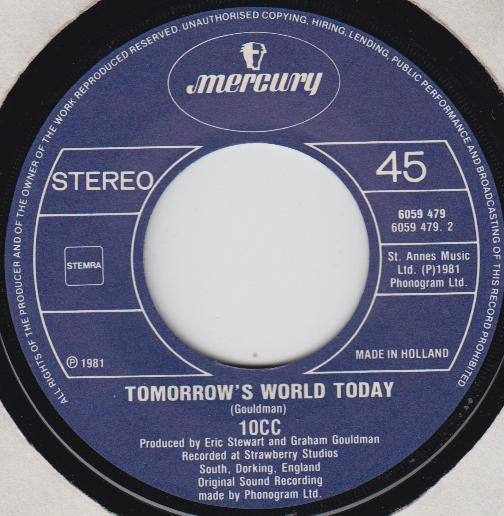 ALL RIGHTS OF THE PRODUCER AND OF THE OWNER OF THE WORK REPRODUCED RESERVED. UNAUTHORISED COPYING, HIRING, LENDING, PUBLIC PERFORMANCE AND BROADCASTING OF THIS RECORD PROHIBITED
mercury
STEREO
45
6059 479
6059 479. 2
STEMRA
St. Annes Music
Ltd. (P)1981
Phonogram Ltd.
℗ 1981
MADE IN HOLLAND
TOMORROW'S WORLD TODAY
(Gouldman)
10CC
Produced by Eric Stewart and Graham Gouldman
Recorded at Strawberry Studios
South, Dorking, England
Original Sound Recording
made by Phonogram Ltd.